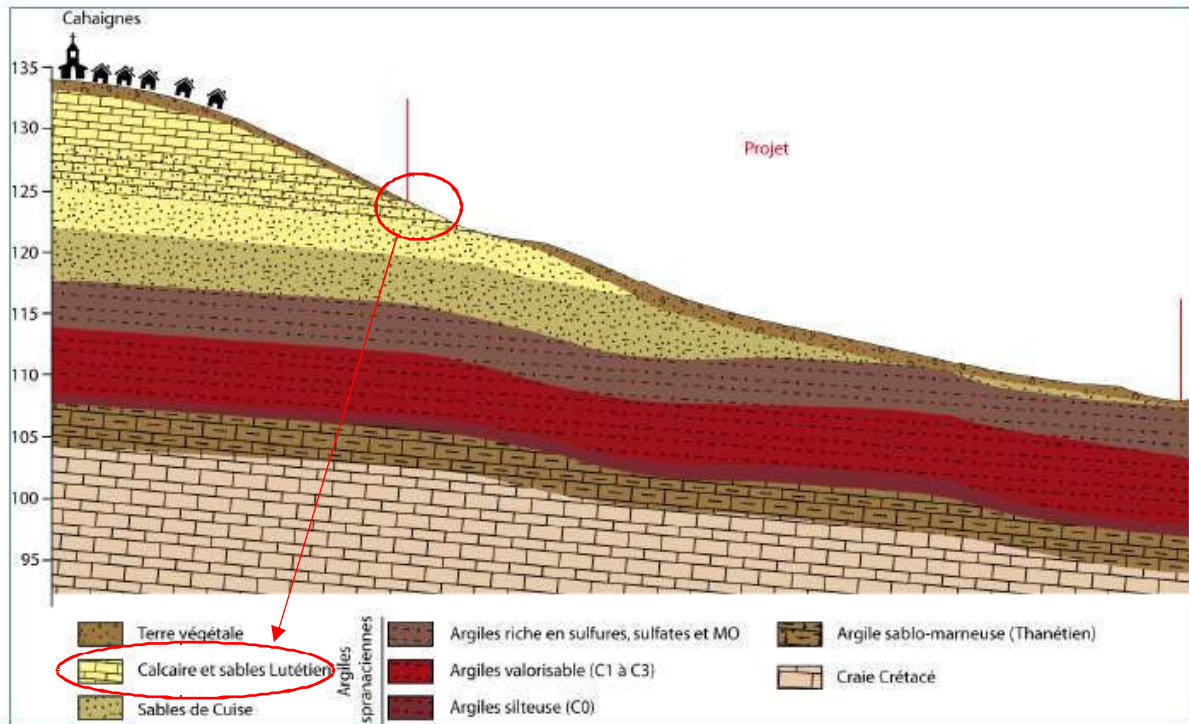 Cahaignes
135
130
125
120
115
110
105
100
95
Projet
Terre végétale
Calcaire et sables Lutétien
Sables de Cuise
Argiles
spranaciennes
Argiles riche en sulfures, sulfates et MO
Argiles valorisable (C1 à C3)
Argiles silteuse (C0)
Argile sablo-marneuse (Thanétien)
Craie Crétacé